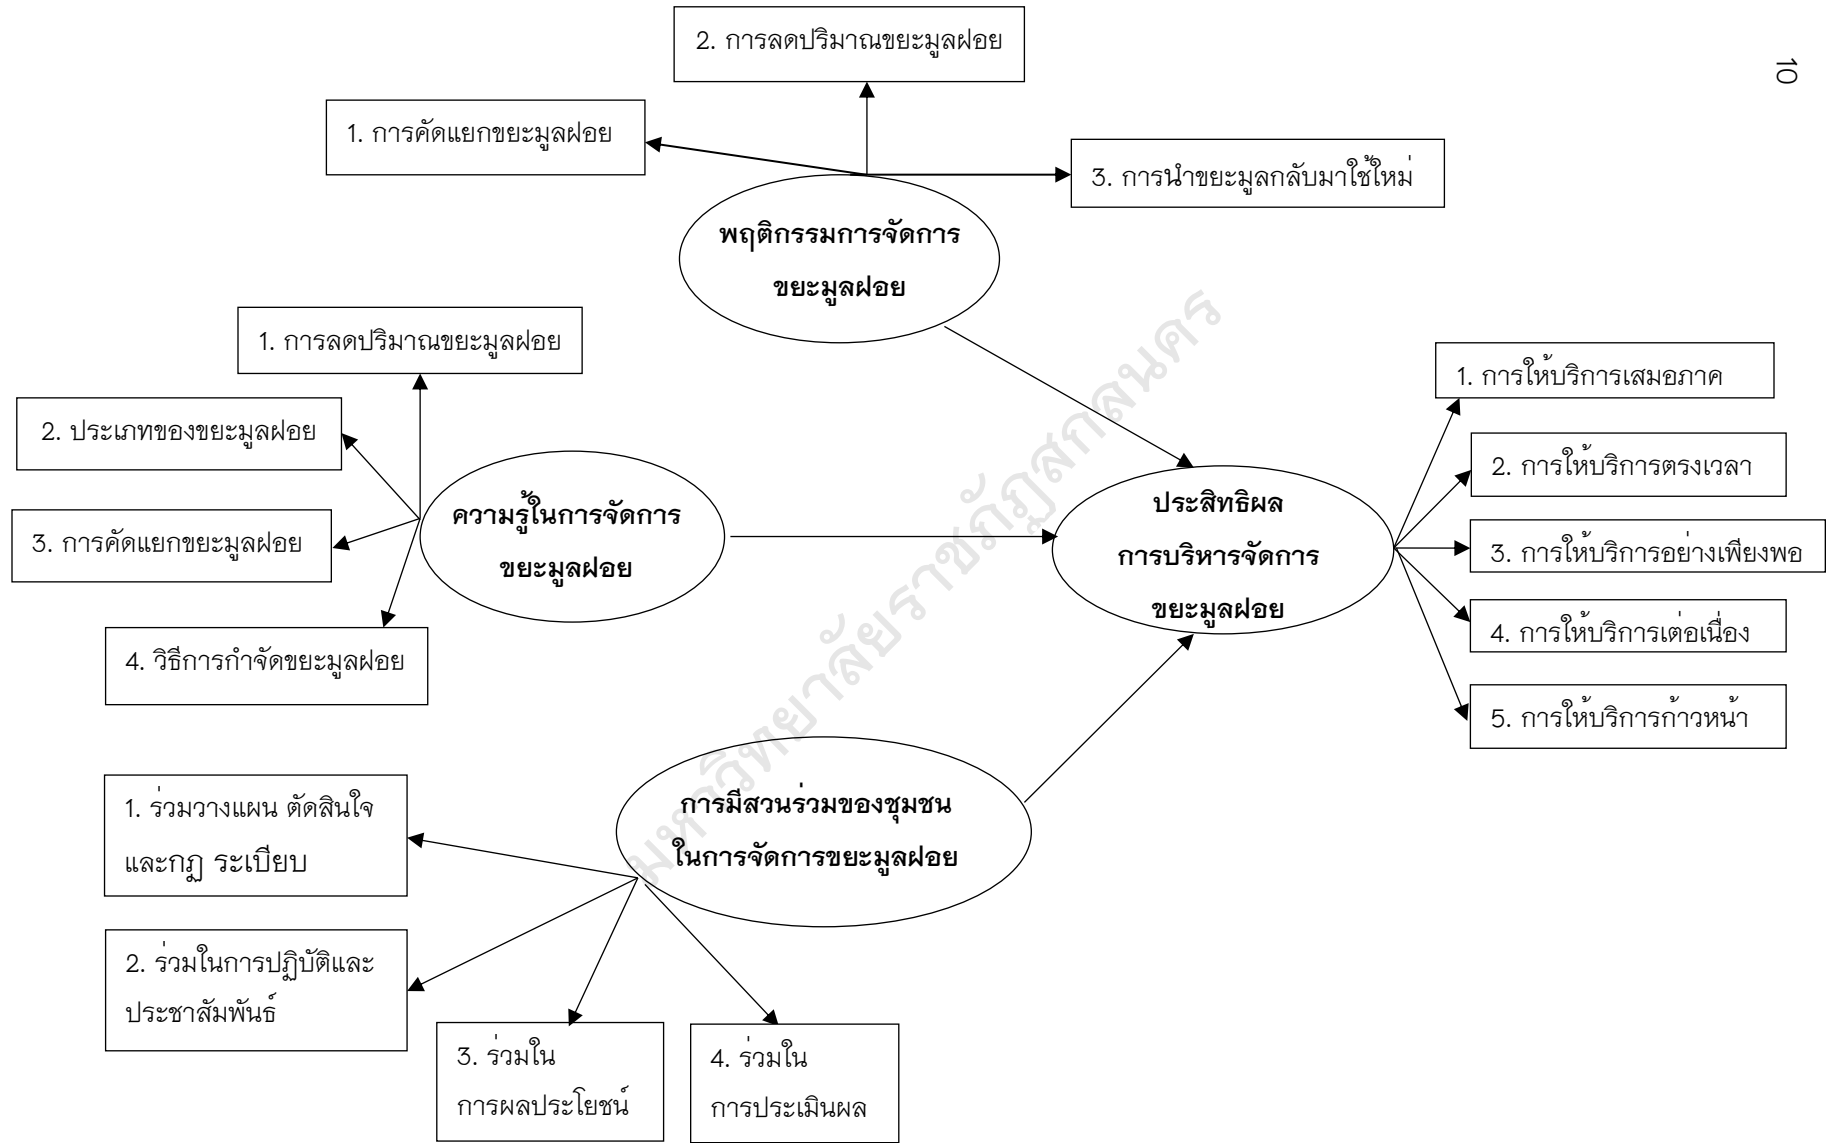 10
2. การลดปริมาณขยะมูลฝอย
1. การคัดแยกขยะมูลฝอย
3. การนำขยะมูลกลับมาใช้ใหม่
พฤติกรรมการจัดการ
ขยะมูลฝอย
1. การลดปริมาณขยะมูลฝอย
2. ประเภทของขยะมูลฝอย
3. การคัดแยกขยะมูลฝอย
4. วิธีการกำจัดขยะมูลฝอย
ความรู้ในการจัดการ
ขยะมูลฝอย
ประสิทธิผล
การบริหารจัดการ
ขยะมูลฝอย
1. การให้บริการเสมอภาค
2. การให้บริการตรงเวลา
3. การให้บริการอย่างเพียงพอ
4. การให้บริการเต่อเนื่อง
5. การให้บริการก้าวหน้า
การมีสวนร่วมของชุมชน
ในการจัดการขยะมูลฝอย
1. ร่วมวางแผน ตัดสินใจ
และกฎ ระเบียบ
2. ร่วมในการปฏิบัติและ
ประชาสัมพันธ์
3. ร่วมใน
การผลประโยชน์
4. ร่วมใน
การประเมินผล
มหาวิทยาลัยราชภัฏสกลนคร